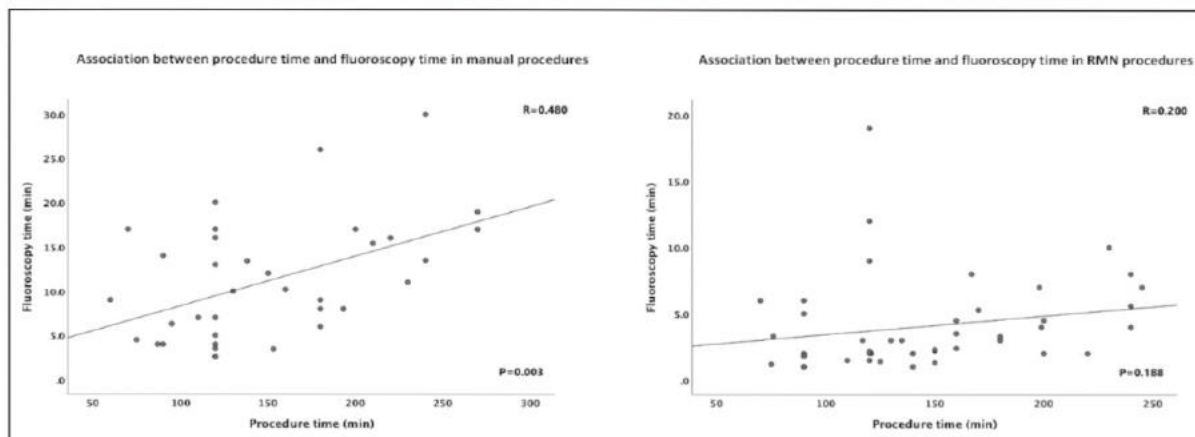 Association between procedure time and fluoroscopy time in manual procedures
R=0.480
30.0
25.0
20.0
15.0
10.0
5.0
.0
Fluoroscopy time (min)
P=0.003
50 100 150 200 250 300
Procedure time (min)
Association between procedure time and fluoroscopy time in RMN procedures
R=0.200
20.0
15.0
10.0
5.0
.0
Fluoroscopy time (min)
P=0.188
50 100 150 200 250
Procedure time (min)